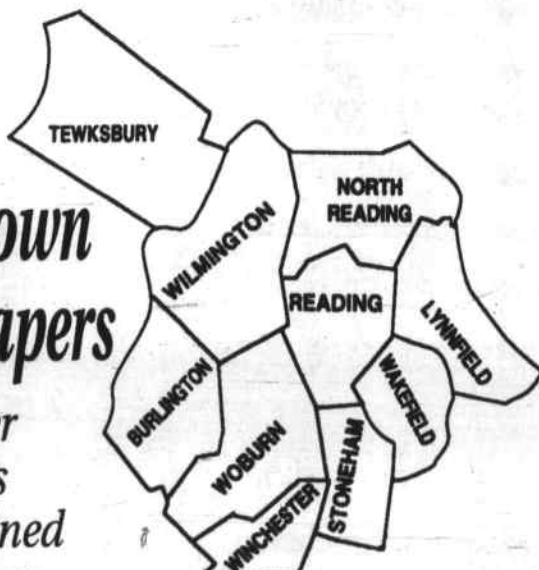 TEWKSBURY
NORTH
READING
WILMINGTON
READING
LYNNFIELD
WAKEFIELD
BURLINGTON
WOBURN
STONEHAM
WINCHESTER
own
apers
r
s
ned